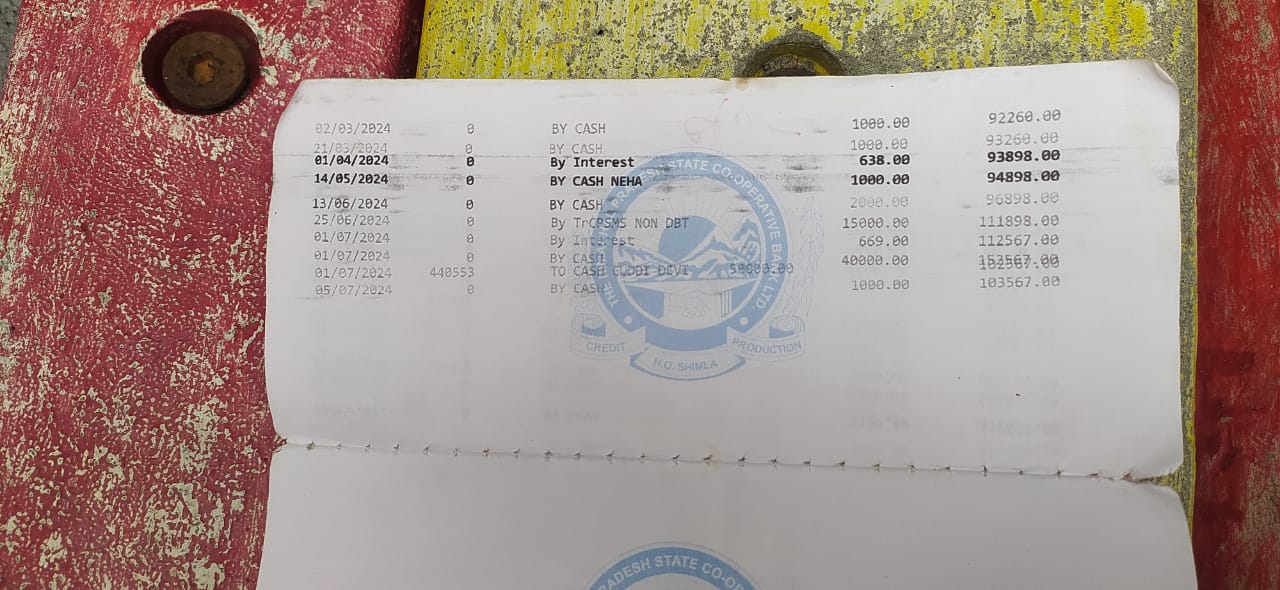 02/03/2024 0 BY CASH 1000.00 92260.00
21/03/2024 0 BY CASH 1000.00 93260.00
01/04/2024 0 By Interest 638.00 93898.00
14/05/2024 0 BY CASH NEHA 1000.00 94898.00
13/06/2024 0 BY CASH 2000.00 96898.00
25/06/2024 0 By TrCPSMS NON DBT 15000.00 111898.00
01/07/2024 0 By Interest 669.00 112567.00
01/07/2024 0 BY CASH 40000.00 152567.00
01/07/2024 440553 TO CASH GUDDI DEVI 50000.00 102567.00
05/07/2024 0 BY CASH 1000.00 103567.00
PRADESH STATE CO-OPERATIVE BANK LTD.
CREDIT PRODUCTION
H.O. SHIMLA
RADESH STATE CO-OP